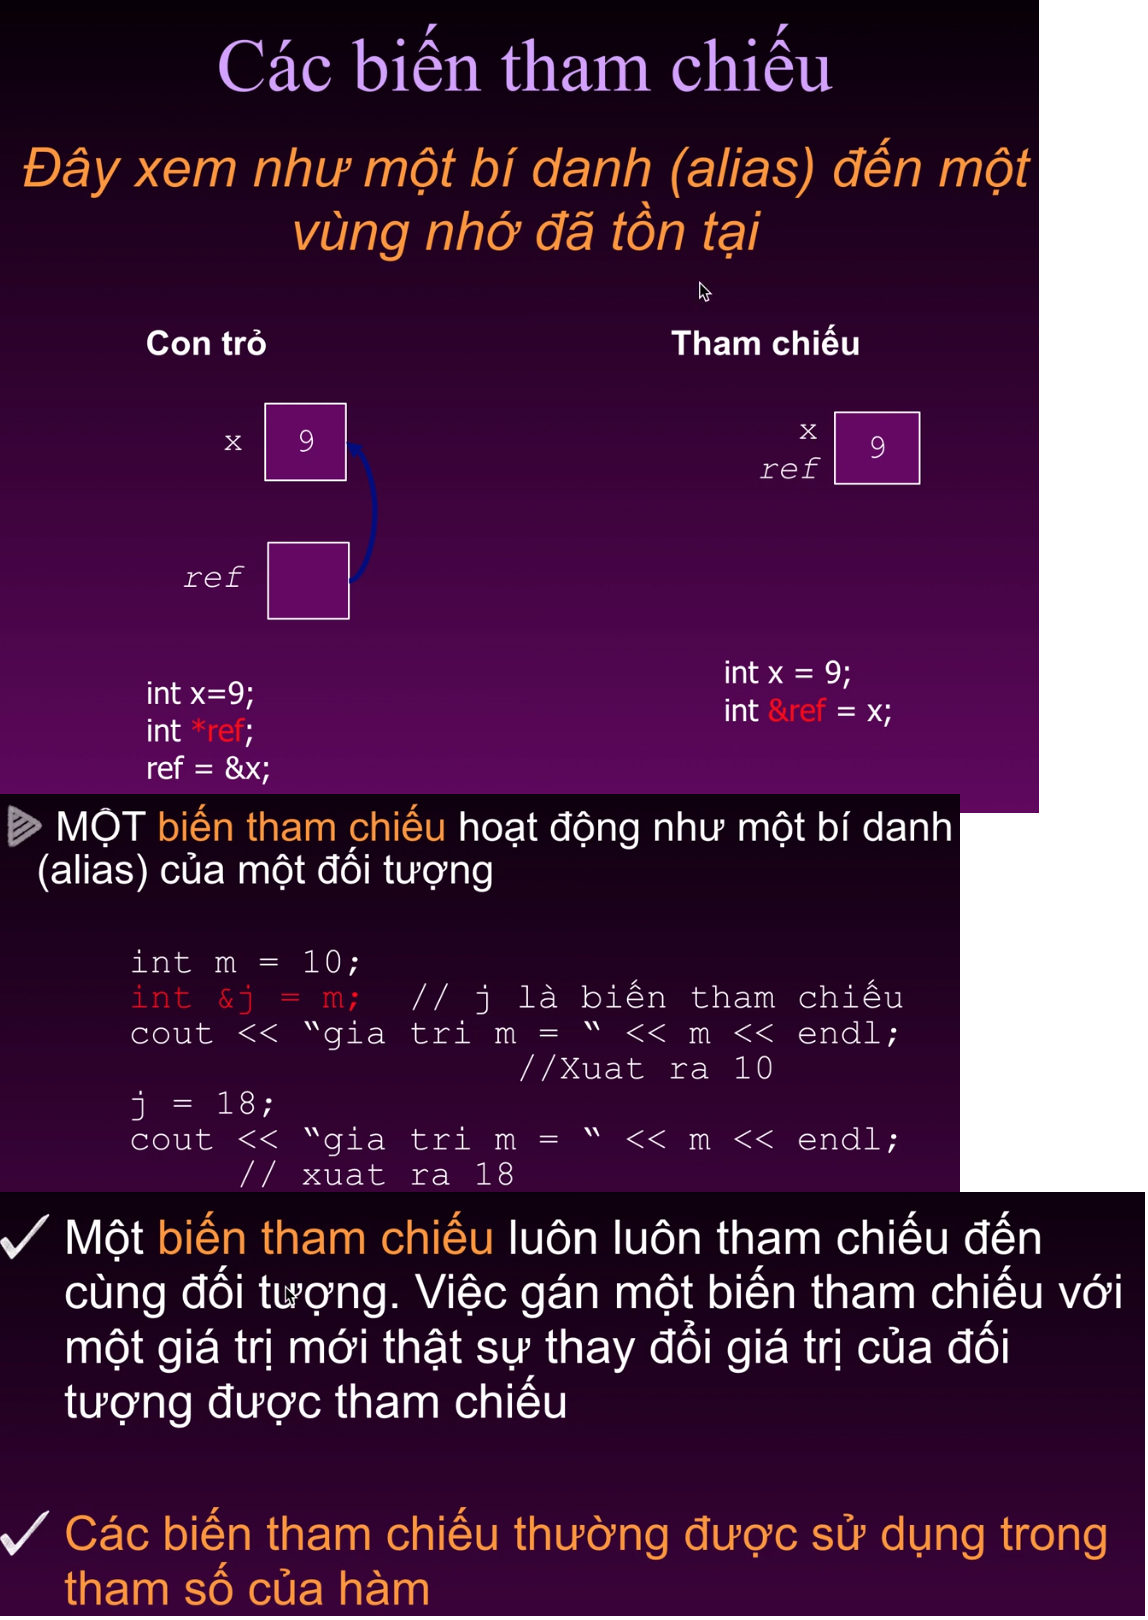 Các biến tham chiếu
Đây xem như một bí danh (alias) đến một
vùng nhớ đã tồn tại
Con trỏ
x 9
ref
int x=9;
int *ref;
ref = &x;
Tham chiếu
x
ref
9
int x = 9;
int &ref = x;
MỘT biến tham chiếu hoạt động như một bí danh
(alias) của một đối tượng
int m = 10;
int &j = m; // j là biến tham chiếu
cout << “gia tri m = “ << m << endl;
//Xuat ra 10
j = 18;
cout << “gia tri m = “ << m << endl;
// xuat ra 18
Một biến tham chiếu luôn luôn tham chiếu đến
cùng đối tượng. Việc gán một biến tham chiếu với
một giá trị mới thật sự thay đổi giá trị của đối
tượng được tham chiếu
Các biến tham chiếu thường được sử dụng trong
tham số của hàm